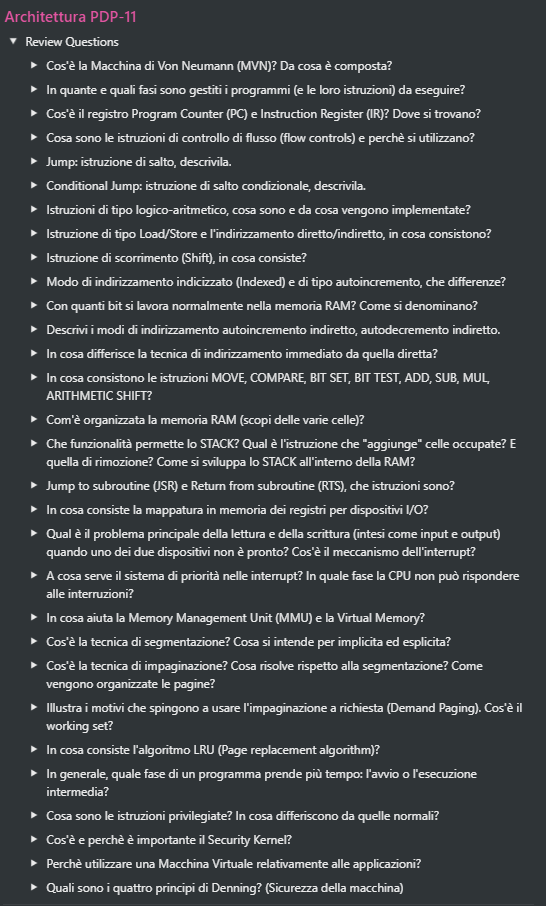 Architettura PDP-11
Review Questions
Cos'è la Macchina di Von Neumann (MVN)? Da cosa è composta?
In quante e quali fasi sono gestiti i programmi (e le loro istruzioni) da eseguire?
Cos'è il registro Program Counter (PC) e Instruction Register (IR)? Dove si trovano?
Cosa sono le istruzioni di controllo di flusso (flow controls) e perchè si utilizzano?
Jump: istruzione di salto, descrivila.
Conditional Jump: istruzione di salto condizionale, descrivila.
Istruzioni di tipo logico-aritmetico, cosa sono e da cosa vengono implementate?
Istruzione di tipo Load/Store e l'indirizzamento diretto/indiretto, in cosa consistono?
Istruzione di scorrimento (Shift), in cosa consiste?
Modo di indirizzamento indicizzato (Indexed) e di tipo autoincremento, che differenze?
Con quanti bit si lavora normalmente nella memoria RAM? Come si denominano?
Descrivi i modi di indirizzamento autoincremento indiretto, autodecremento indiretto.
In cosa differisce la tecnica di indirizzamento immediato da quella diretta?
In cosa consistono le istruzioni MOVE, COMPARE, BIT SET, BIT TEST, ADD, SUB, MUL,
ARITHMETIC SHIFT?
Com'è organizzata la memoria RAM (scopi delle varie celle)?
Che funzionalità permette lo STACK? Qual è l'istruzione che "aggiunge" celle occupate? E
quella di rimozione? Come si sviluppa lo STACK all'interno della RAM?
Jump to subroutine (JSR) e Return from subroutine (RTS), che istruzioni sono?
In cosa consiste la mappatura in memoria dei registri per dispositivi I/O?
Qual è il problema principale della lettura e della scrittura (intesi come input e output)
quando uno dei due dispositivi non è pronto? Cos'è il meccanismo dell'interrupt?
A cosa serve il sistema di priorità nelle interrupt? In quale fase la CPU non può rispondere
alle interruzioni?
In cosa aiuta la Memory Management Unit (MMU) e la Virtual Memory?
Cos'è la tecnica di segmentazione? Cosa si intende per implicita ed esplicita?
Cos'è la tecnica di impaginazione? Cosa risolve rispetto alla segmentazione? Come
vengono organizzate le pagine?
Illustra i motivi che spingono a usare l'impaginazione a richiesta (Demand Paging). Cos'è il
working set?
In cosa consiste l'algoritmo LRU (Page replacement algorithm)?
In generale, quale fase di un programma prende più tempo: l'avvio o l'esecuzione
intermedia?
Cosa sono le istruzioni privilegiate? In cosa differiscono da quelle normali?
Cos'è e perchè è importante il Security Kernel?
Perchè utilizzare una Macchina Virtuale relativamente alle applicazioni?
Quali sono i quattro principi di Denning? (Sicurezza della macchina)